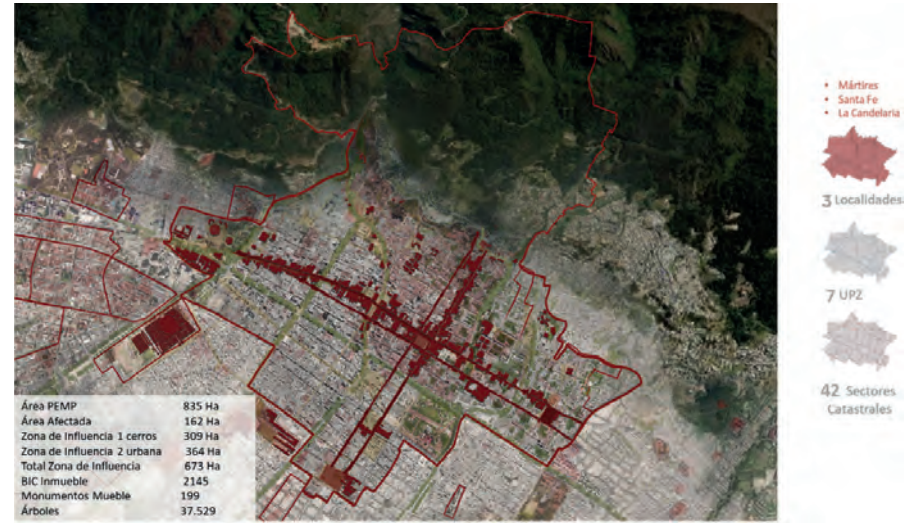 Área PEMP 835 Ha
Área Afectada 162 Ha
Zona de Influencia 1 cerros 309 Ha
Zona de Influencia 2 urbana 364 Ha
Total Zona de Influencia 673 Ha
BIC Inmueble 2145
Monumentos Mueble 199
Árboles 37.529
• Mártires
• Santa Fe
• La Candelaria
3 Localidades
7 UPZ
42 Sectores
Catastrales